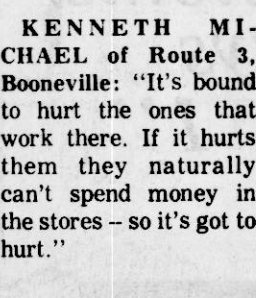 KENNETH MI-
CHAEL of Route 3,
Booneville: "It's bound
to hurt the ones that
work there. If it hurts
them they naturally
can't spend money in
the stores -- so it's got to
hurt."